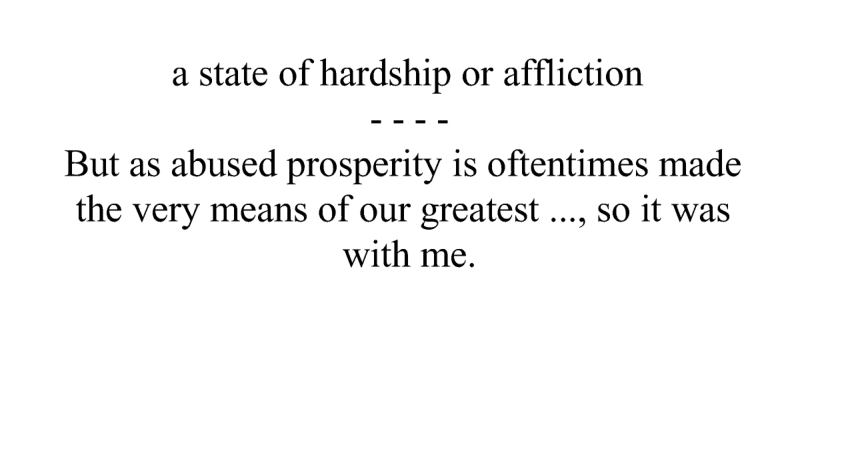 a state of hardship or affliction
- - - -
But as abused prosperity is oftentimes made
the very means of our greatest ..., so it was
with me.